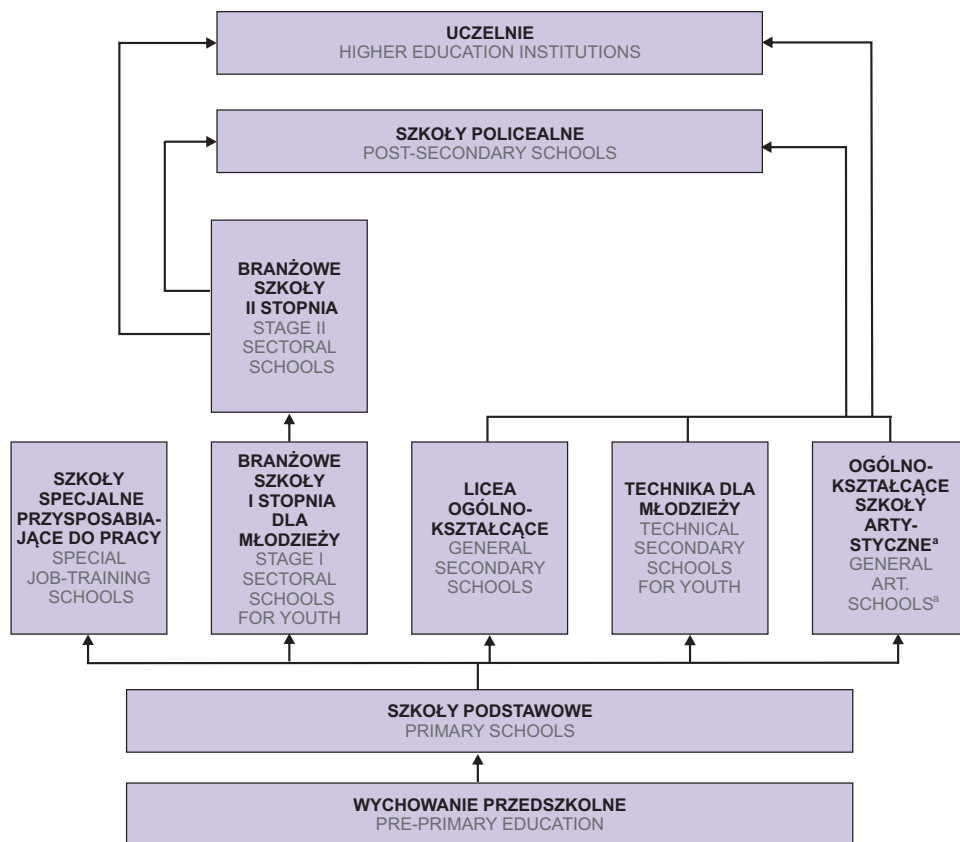 UCZELNIE
HIGHER EDUCATION INSTITUTIONS
SZKOŁY POLICEALNE
POST-SECONDARY SCHOOLS
BRANŻOWE
SZKOŁY
II STOPNIA
STAGE II
SECTORAL
SCHOOLS
SZKOŁY
SPECJALNE
PRZYSPOSABIA-
JĄCE DO PRACY
SPECIAL
JOB-TRAINING
SCHOOLS
BRANŻOWE
SZKOŁY
I STOPNIA
DLA
MŁODZIEŻY
STAGE I
SECTORAL
SCHOOLS
FOR YOUTH
LICEA
OGÓLNO-
KSZTAŁCĄCE
GENERAL
SECONDARY
SCHOOLS
TECHNIKA DLA
MŁODZIEŻY
TECHNICAL
SECONDARY
SCHOOLS
FOR YOUTH
OGÓLNO-
KSZTAŁCĄCE
SZKOŁY
ARTY-
STYCZNEᵃ
GENERAL
ART.
SCHOOLSᵃ
SZKOŁY PODSTAWOWE
PRIMARY SCHOOLS
WYCHOWANIE PRZEDSZKOLNE
PRE-PRIMARY EDUCATION